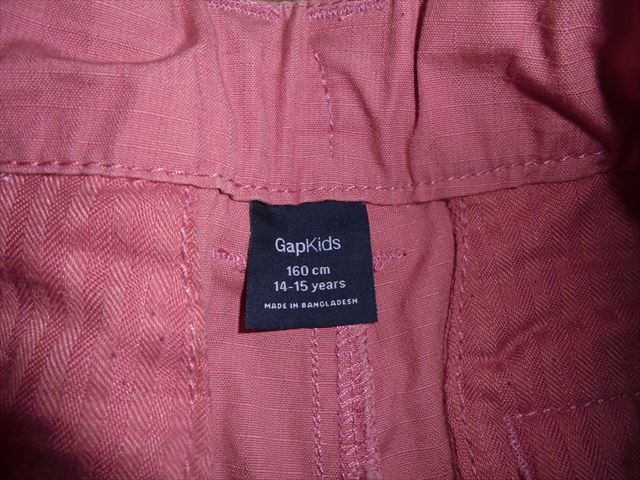 GapKids
160 cm
14-15 years
MADE IN BANGLADESH